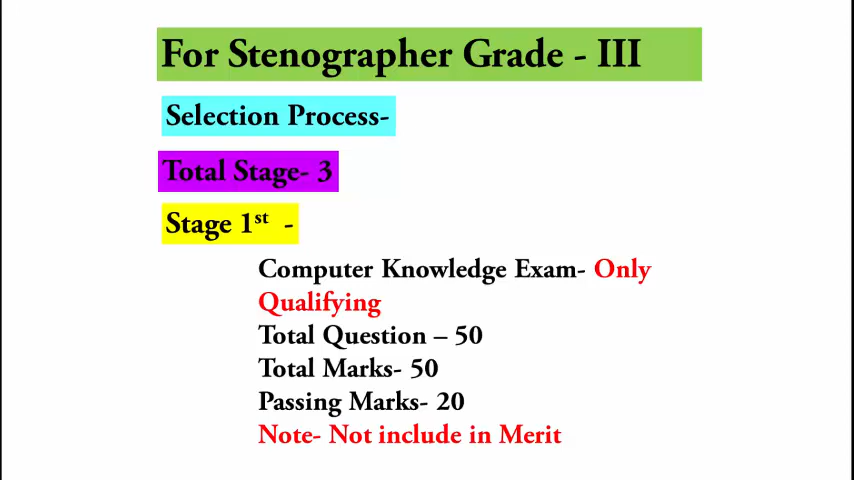 For Stenographer Grade - III
Selection Process-
Total Stage- 3
Stage 1st -
Computer Knowledge Exam- Only
Qualifying
Total Question – 50
Total Marks- 50
Passing Marks- 20
Note- Not include in Merit